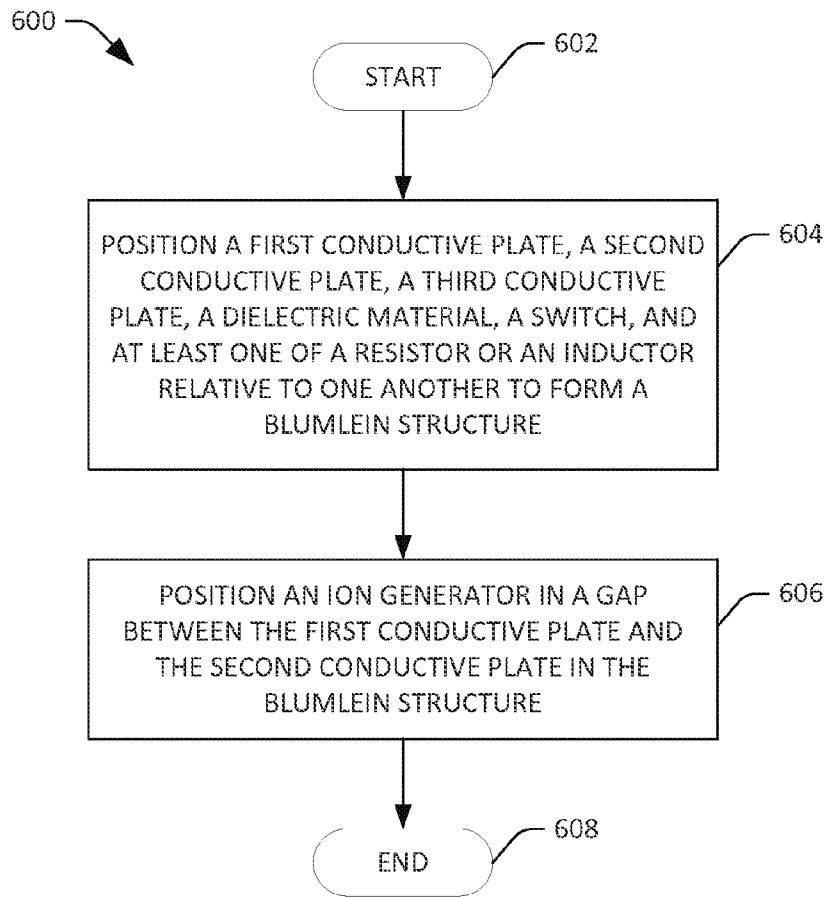 600
START
602
POSITION A FIRST CONDUCTIVE PLATE, A SECOND
CONDUCTIVE PLATE, A THIRD CONDUCTIVE
PLATE, A DIELECTRIC MATERIAL, A SWITCH, AND
AT LEAST ONE OF A RESISTOR OR AN INDUCTOR
RELATIVE TO ONE ANOTHER TO FORM A
BLUMLEIN STRUCTURE
604
POSITION AN ION GENERATOR IN A GAP
BETWEEN THE FIRST CONDUCTIVE PLATE AND
THE SECOND CONDUCTIVE PLATE IN THE
BLUMLEIN STRUCTURE
606
END
608